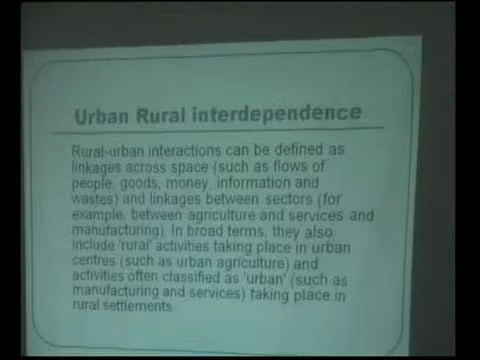 Urban Rural interdependence
Rural-urban interactions can be defined as
linkages across space (such as flows of
people, goods, money, information and
wastes) and linkages between sectors (for
example, between agriculture and services and
manufacturing). In broad terms, they also
include 'rural' activities taking place in urban
centres (such as urban agriculture) and
activities often classified as 'urban' (such as
manufacturing and services) taking place in
rural settlements